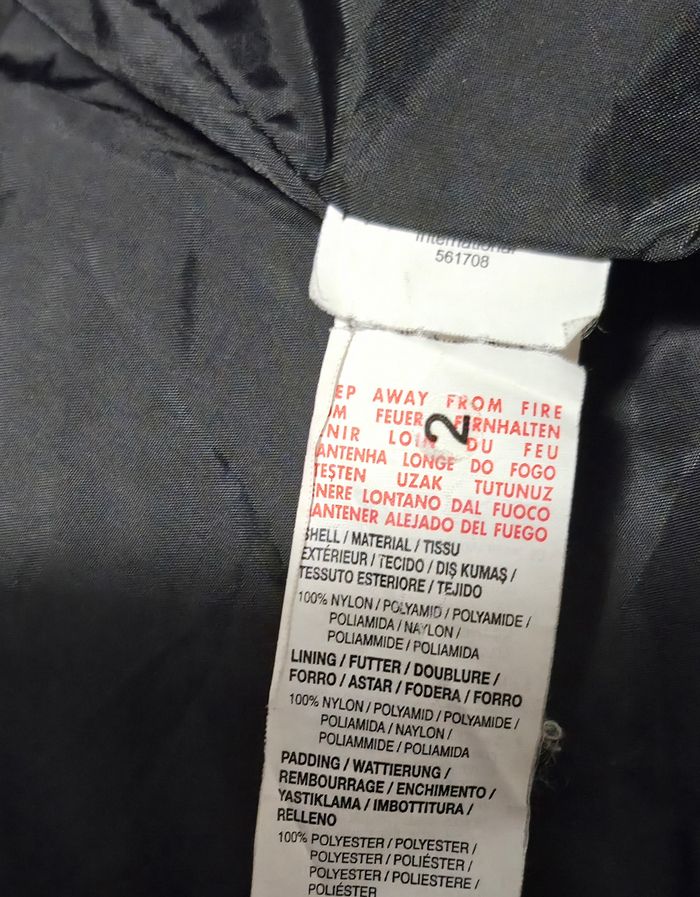 International
561708
EP AWAY FROM FIRE
M FEUER FERNHALTEN
NIR LOIN DU FEU
ANTENHA LONGE DO FOGO
TESTEN UZAK TUTUNUZ
NERE LONTANO DAL FUOCO
ANTENER ALEJADO DEL FUEGO
2
SHELL / MATERIAL / TISSU
EXTÉRIEUR / TECIDO / DIŞ KUMAŞ /
TESSUTO ESTERIORE / TEJIDO
100% NYLON / POLYAMID / POLYAMIDE /
POLIAMIDA / NAYLON /
POLIAMMIDE / POLIAMIDA
LINING / FUTTER / DOUBLURE /
FORRO / ASTAR / FODERA / FORRO
100% NYLON / POLYAMID / POLYAMIDE /
POLIAMIDA / NAYLON /
POLIAMMIDE / POLIAMIDA
PADDING / WATTIERUNG /
REMBOURRAGE / ENCHIMENTO /
YASTIKLAMA / IMBOTTITURA /
RELLENO
100% POLYESTER / POLYESTER /
POLYESTER / POLIÉSTER /
POLYESTER / POLIESTERE /
POLIÉSTER